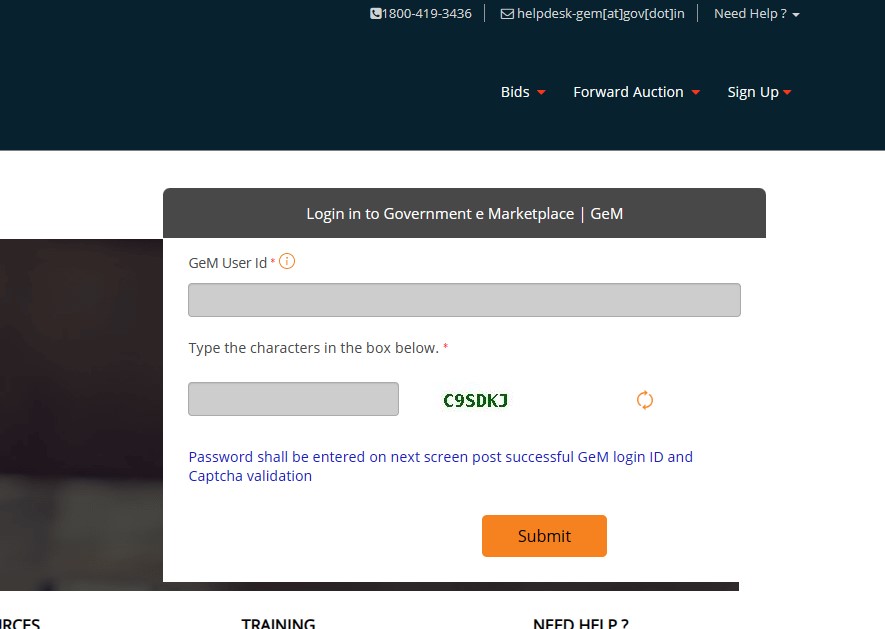 1800-419-3436 helpdesk-gem[at]gov[dot]in Need Help ?
Bids Forward Auction Sign Up
Login in to Government e Marketplace | GeM
GeM User Id *
Type the characters in the box below. *
C9SDKJ
Password shall be entered on next screen post successful GeM login ID and
Captcha validation
Submit
TRAINING NEED HELP ?